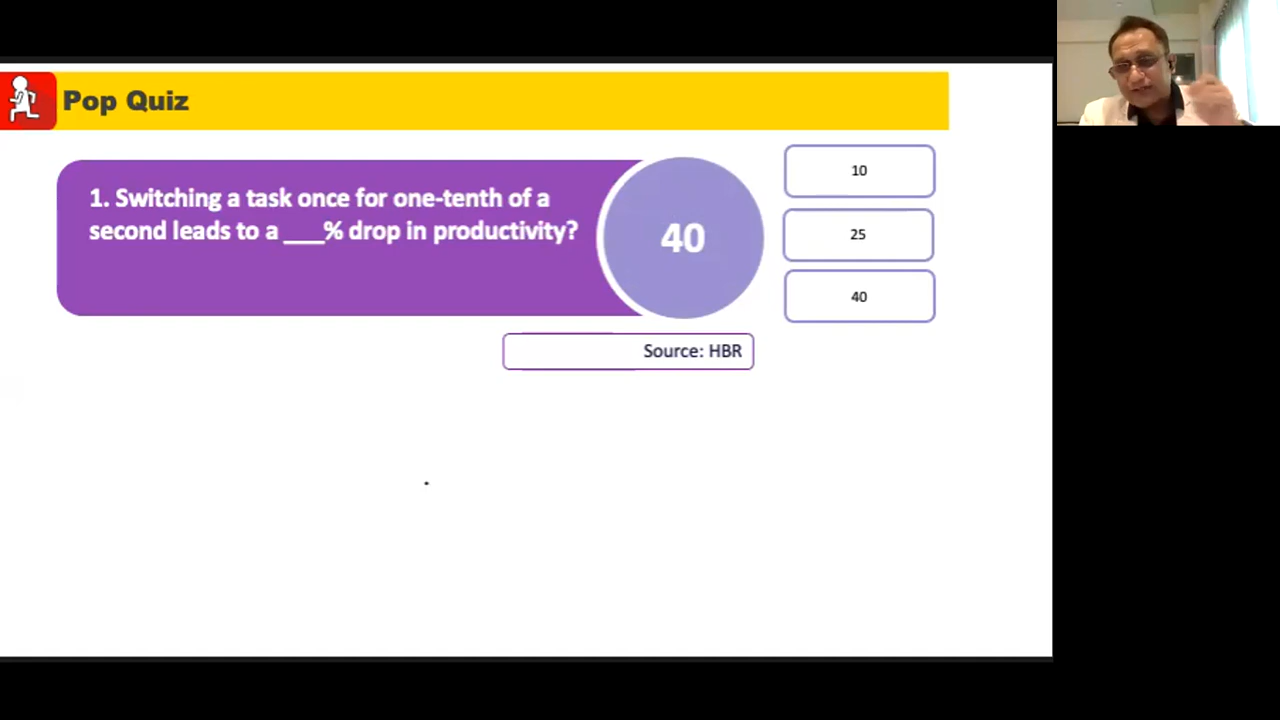 Pop Quiz
1. Switching a task once for one-tenth of a
second leads to a ___% drop in productivity?
40
10
25
40
Source: HBR